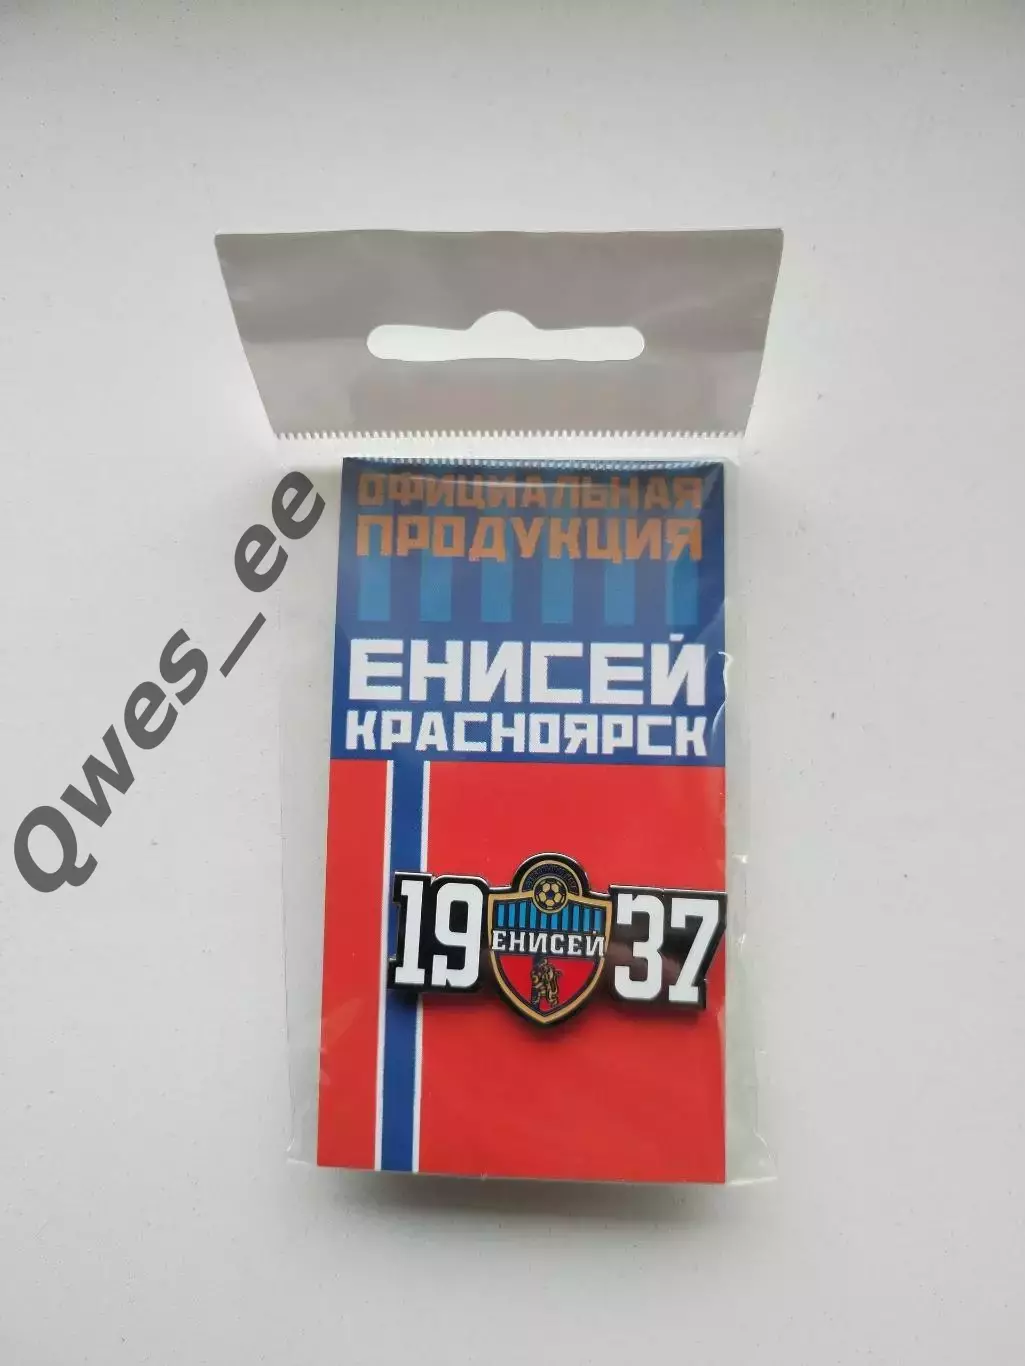 ОФИЦИАЛЬНАЯ
ПРОДУКЦИЯ
ЕНИСЕЙ
КРАСНОЯРСК
19 ЕНИСЕЙ 37
Qwes_ee